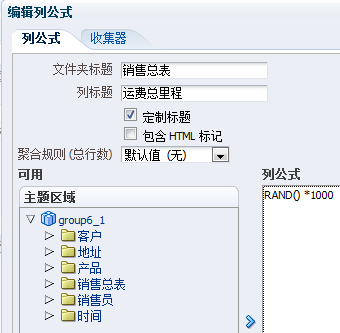 编辑列公式
列公式
收集器
文件夹标题 销售总表
列标题 运费总里程
定制标题
包含 HTML 标记
聚合规则 (总行数) 默认值 (无)
可用
列公式
主题区域
RAND() *1000
group6_1
客户
地址
产品
销售总表
销售员
时间